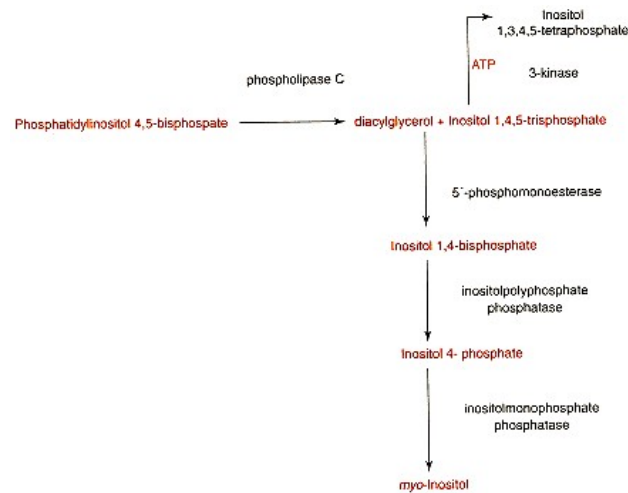 Inositol
1,3,4,5-tetraphosphate
ATP
3-kinase
phospholipase C
Phosphatidylinositol 4,5-bisphospate
diacylglycerol + Inositol 1,4,5-trisphosphate
5´-phosphomonoesterase
Inositol 1,4-bisphosphate
inositolpolyphosphate
phosphatase
Inositol 4- phosphate
inositolmonophosphate
phosphatase
myo-Inositol